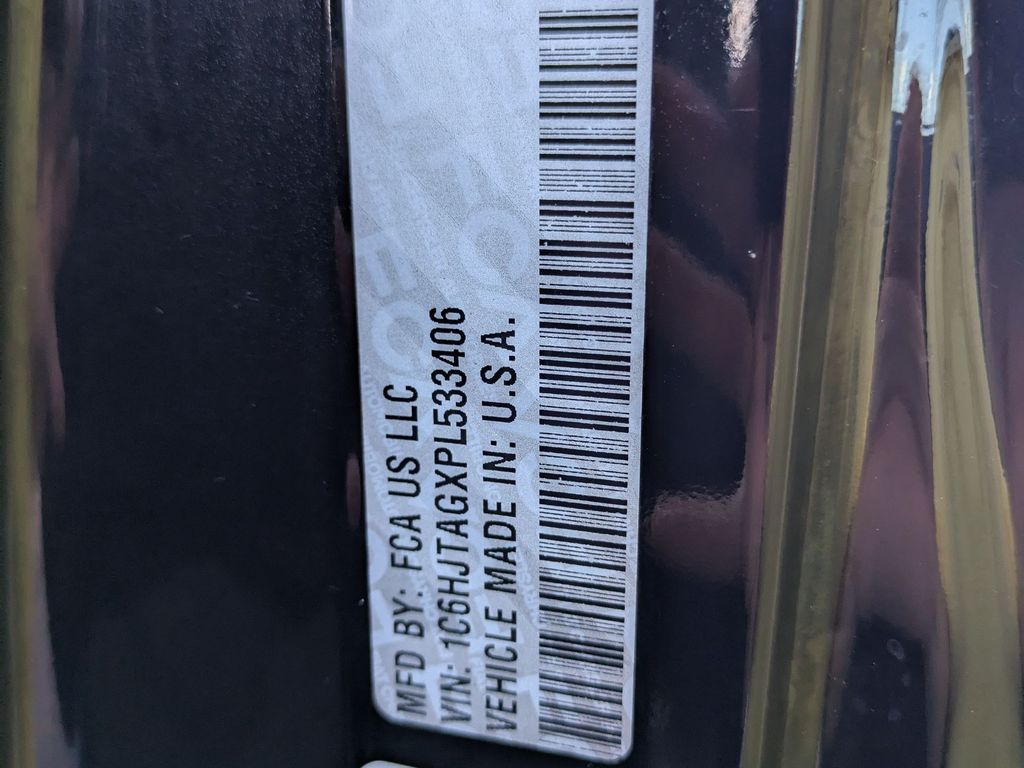 MFD BY: FCA US LLC
VIN: 1C6HJTAGXPL533406
VEHICLE MADE IN: U.S.A.